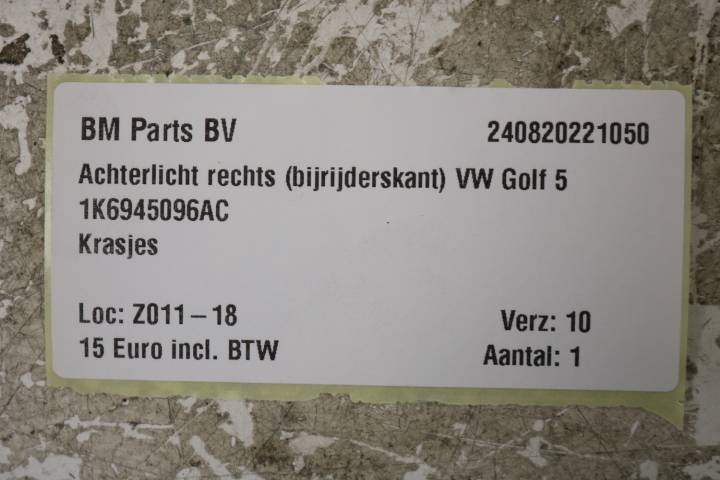 BM Parts BV 240820221050
Achterlicht rechts (bijrijderskant) VW Golf 5
1K6945096AC
Krasjes
Loc: Z011-18 Verz: 10
15 Euro incl. BTW Aantal: 1